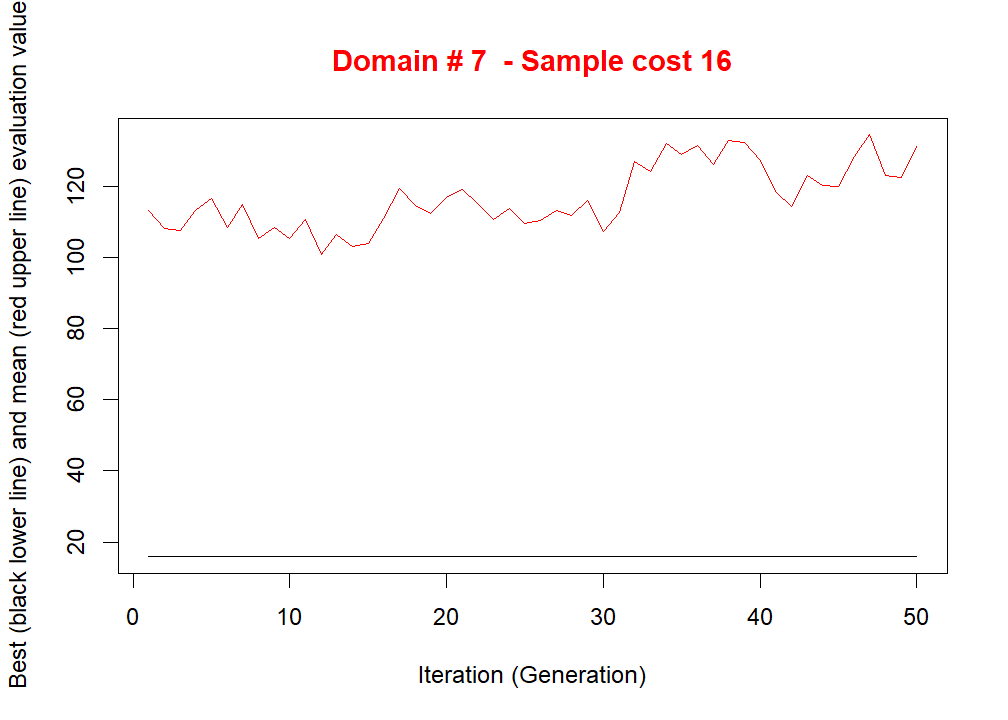 Domain # 7  - Sample cost 16
Best (black lower line) and mean (red upper line) evaluation value
120
100
80
60
40
20
0 10 20 30 40 50
Iteration (Generation)